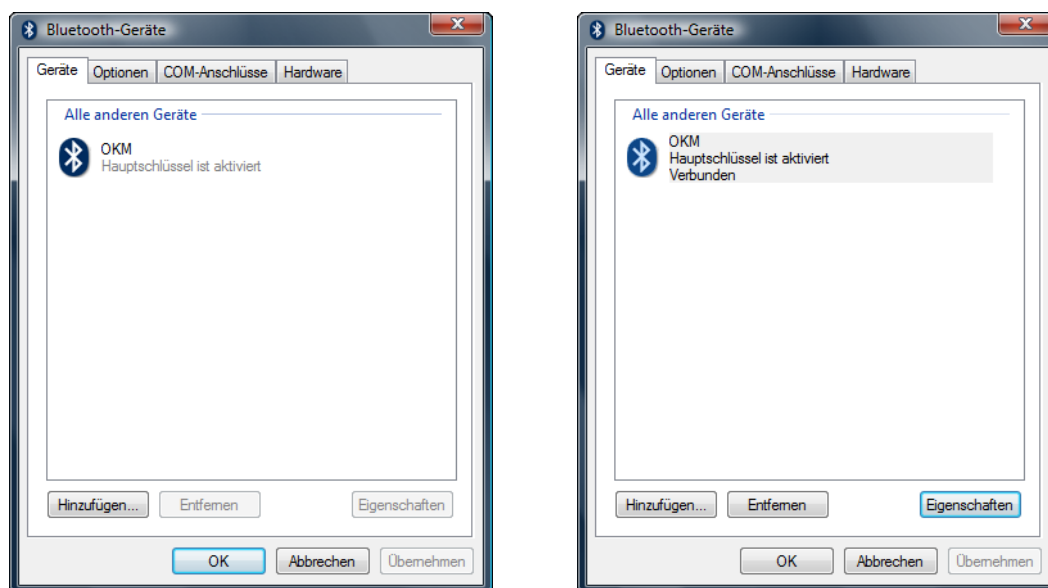 Bluetooth-Geräte
Geräte Optionen COM-Anschlüsse Hardware
Alle anderen Geräte
OKM
Hauptschlüssel ist aktiviert
Hinzufügen... Entfernen Eigenschaften
OK Abbrechen Übernehmen
Bluetooth-Geräte
Geräte Optionen COM-Anschlüsse Hardware
Alle anderen Geräte
OKM
Hauptschlüssel ist aktiviert
Verbunden
Hinzufügen... Entfernen Eigenschaften
OK Abbrechen Übernehmen